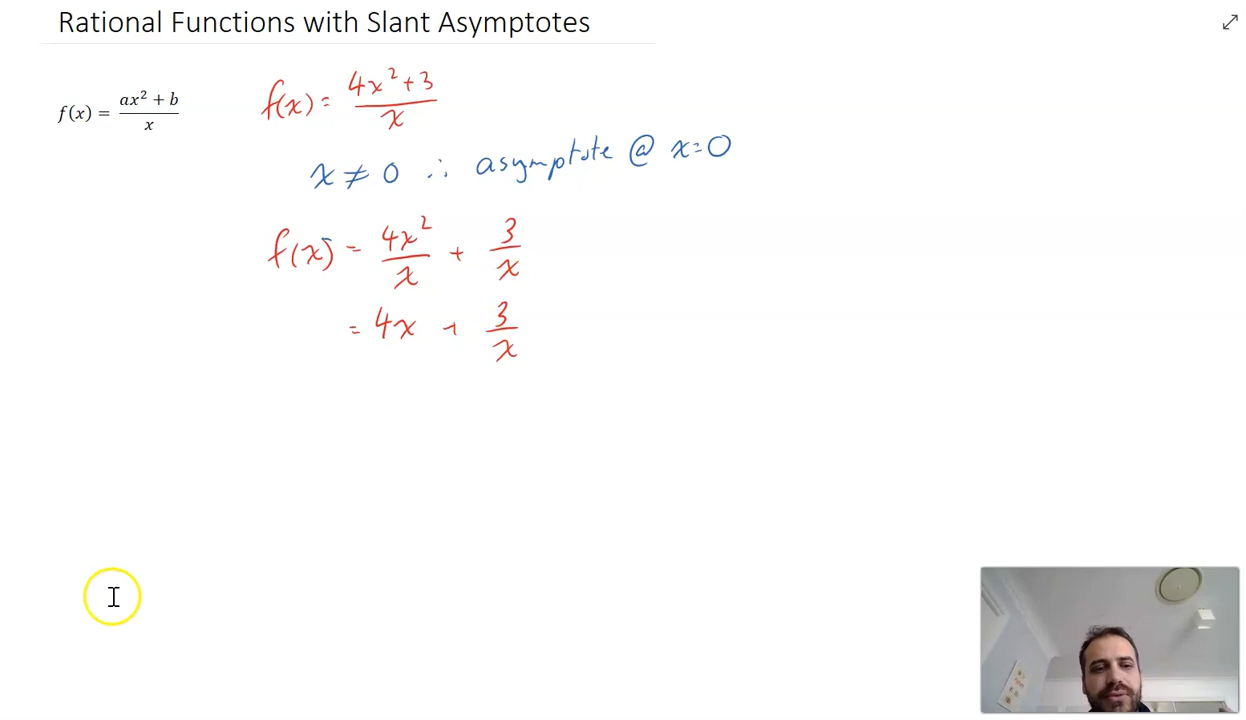 Rational Functions with Slant Asymptotes
f(x) = (ax² + b)/x
f(x) = (4x² + 3)/x
x ≠ 0 ∴ asymptote @ x = 0
f(x) = 4x²/x + 3/x
= 4x + 3/x